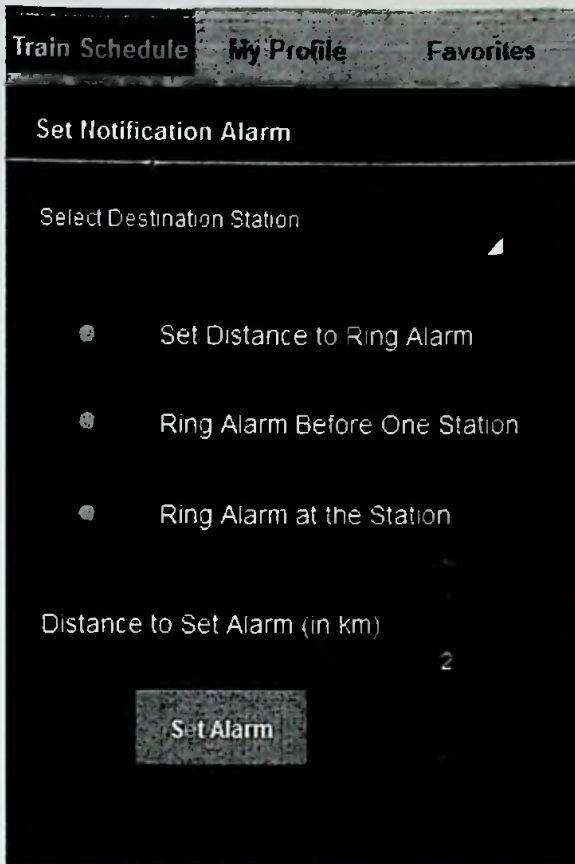 Train Schedule My Profile Favorites
Set Notification Alarm
Select Destination Station
Set Distance to Ring Alarm
Ring Alarm Before One Station
Ring Alarm at the Station
Distance to Set Alarm (in km)
2
Set Alarm